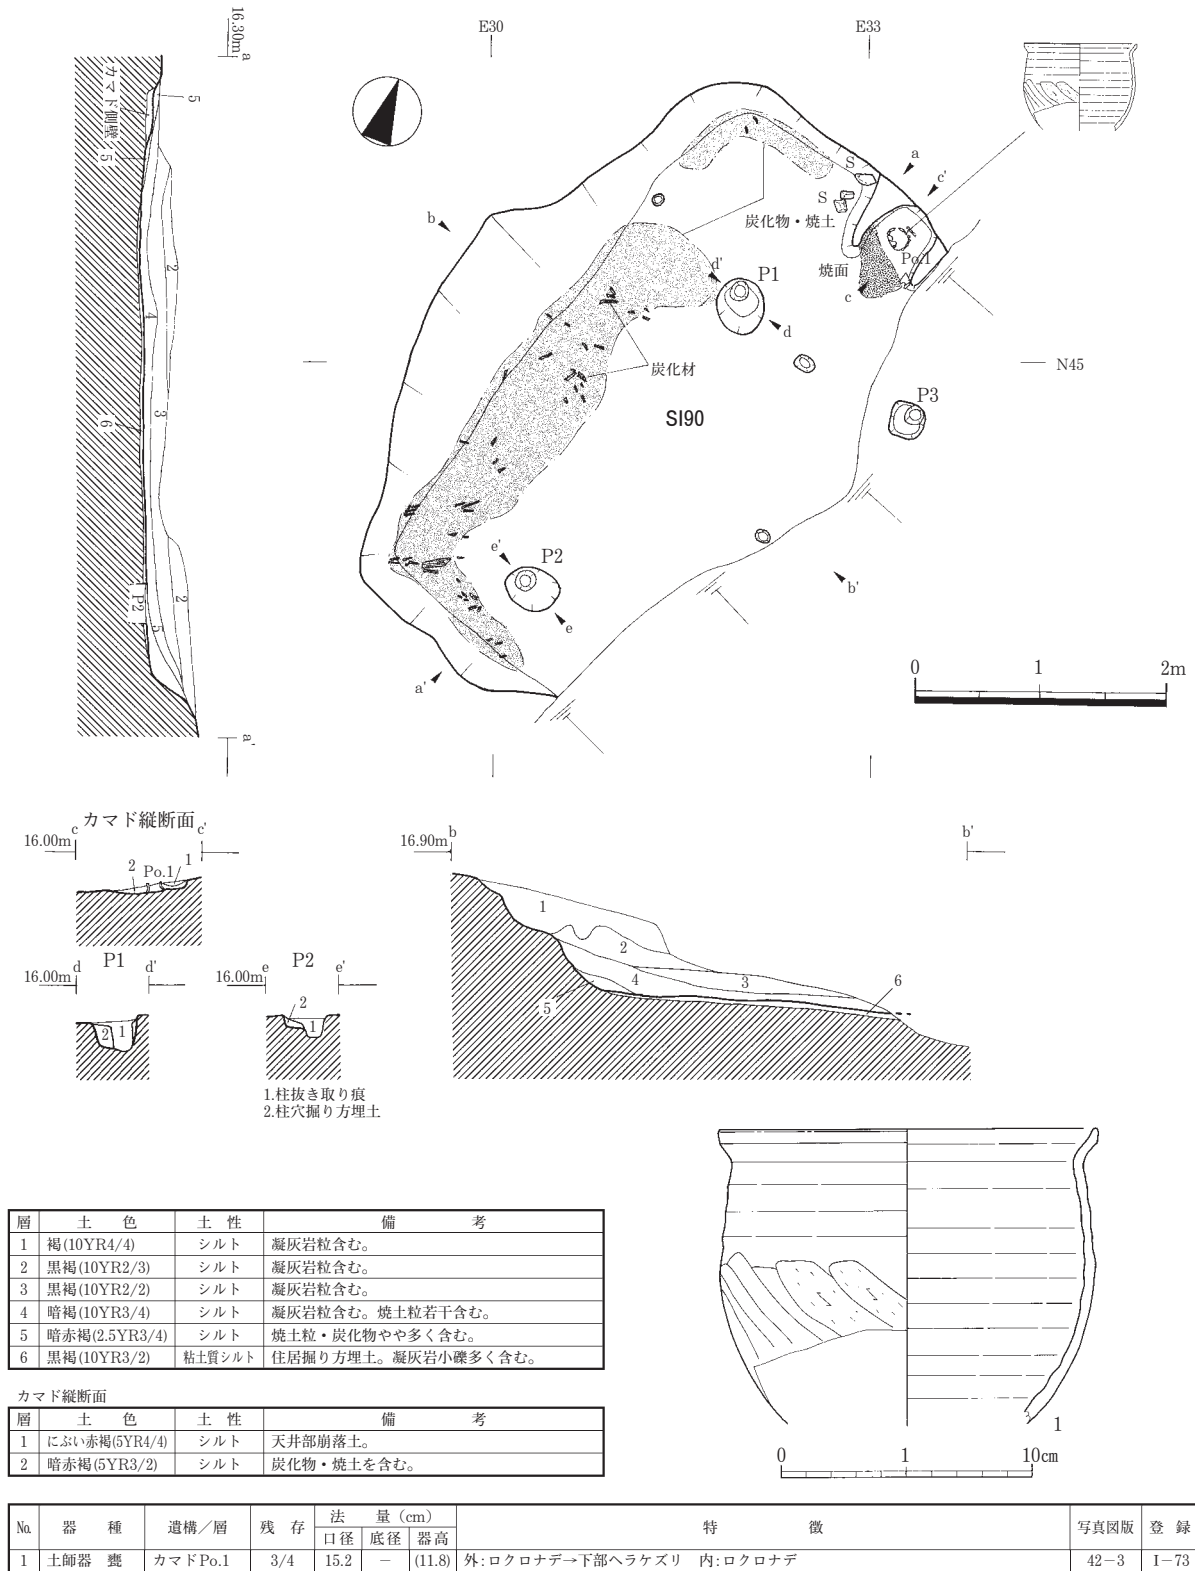 16.30m a
E30
E33
カマド側壁
5
5
2
4
3
6
2
P2
5
a'
a
c'
S
S
b
炭化物・焼土
Po.1
焼面
c
d'
P1
d
炭化材
N45
P3
SI90
e'
P2
e
b'
a'
0 1 2m
カマド縦断面
16.00m c c'
2 Po.1 1
16.90m b b'
1
2
3
4
5
6
16.00m d P1 d'
2 1
16.00m e P2 e'
2
1
1.柱抜き取り痕
2.柱穴掘り方埋土
層 土 色 土 性 備 考
1 褐(10YR4/4) シルト 凝灰岩粒含む。
2 黒褐(10YR2/3) シルト 凝灰岩粒含む。
3 黒褐(10YR2/2) シルト 凝灰岩粒含む。
4 暗褐(10YR3/4) シルト 凝灰岩粒含む。焼土粒若干含む。
5 暗赤褐(2.5YR3/4) シルト 焼土粒・炭化物やや多く含む。
6 黒褐(10YR3/2) 粘土質シルト 住居掘り方埋土。凝灰岩小礫多く含む。
カマド縦断面
層 土 色 土 性 備 考
1 にぶい赤褐(5YR4/4) シルト 天井部崩落土。
2 暗赤褐(5YR3/2) シルト 炭化物・焼土を含む。
1
0 1 10cm
No. 器 種 遺構／層 残 存 法 量 (cm) 特 徴 写真図版 登 録
口径 底径 器高
1 土師器 甕 カマドPo.1 3/4 15.2 － (11.8) 外:ロクロナデ→下部ヘラケズリ 内:ロクロナデ 42－3 I－73